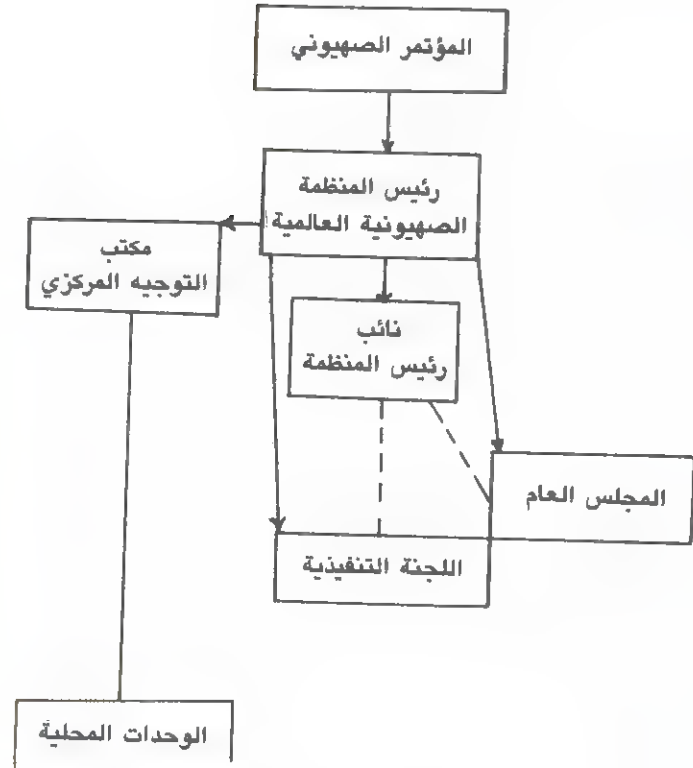 المؤتمر الصهيوني
رئيس المنظمة
الصهيونية العالمية
مكتب
التوجيه المركزي
نائب
رئيس المنظمة
المجلس العام
اللجنة التنفيذية
الوحدات المحلية